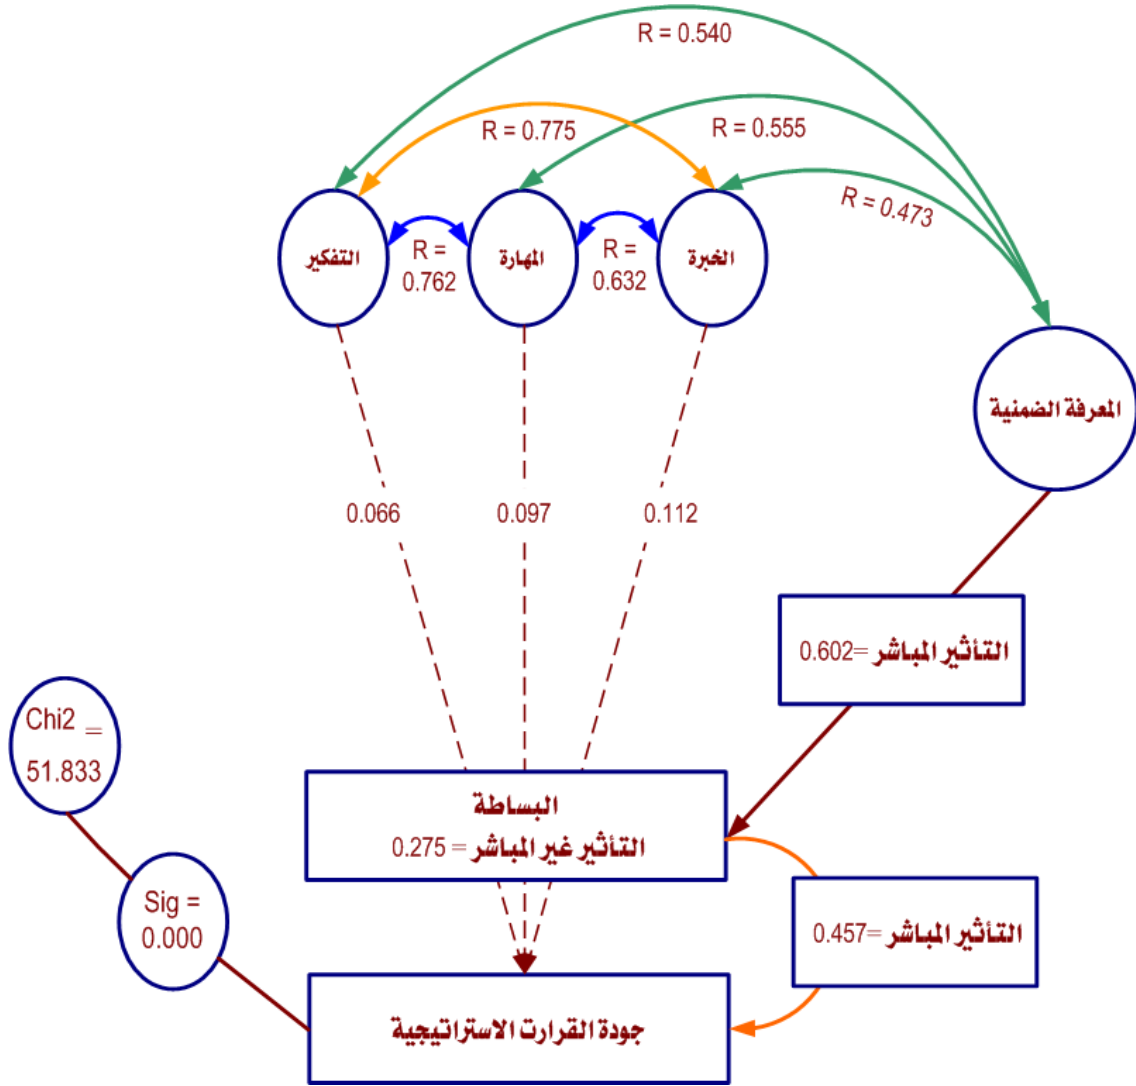 R = 0.540
R = 0.775
R = 0.555
R = 0.473
التفكير
R =
0.762
المهارة
R =
0.632
الخبرة
المعرفة الضمنية
0.066
0.097
0.112
التأثير المباشر =0.602
Chi2 =
51.833
البساطة
التأثير غير المباشر = 0.275
Sig =
0.000
التأثير المباشر =0.457
جودة القرارت الاستراتيجية